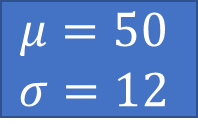 μ = 50
σ = 12